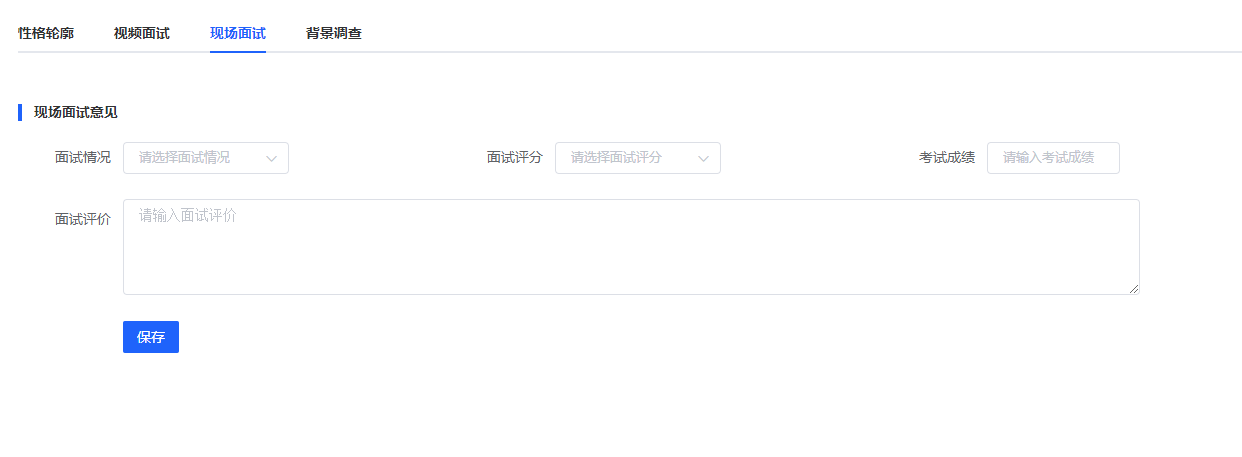 性格轮廓 视频面试 现场面试 背景调查
现场面试意见
面试情况 请选择面试情况 面试评分 请选择面试评分 考试成绩 请输入考试成绩
面试评价 请输入面试评价
保存